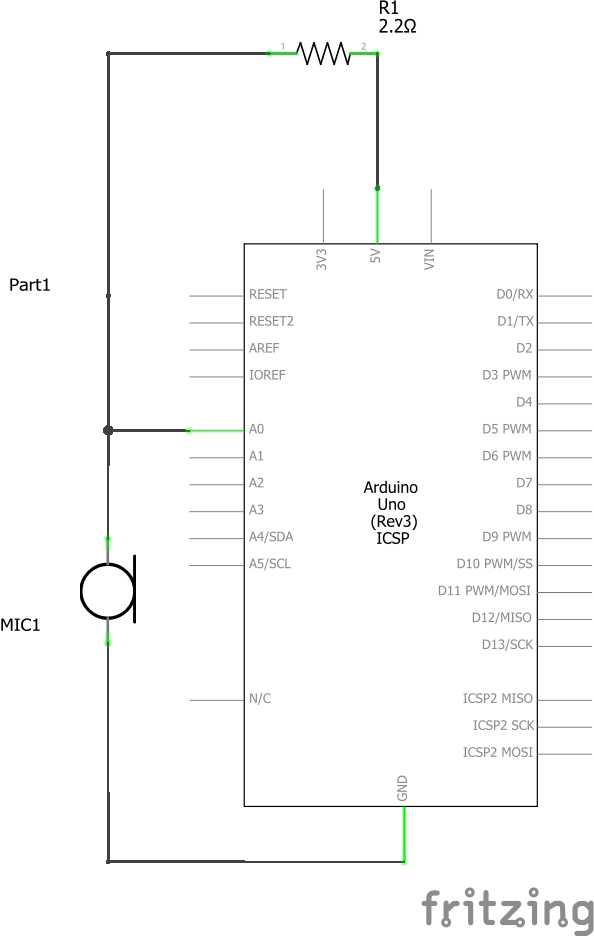 R1
2.2Ω
1
2
3V3
5V
VIN
Part1
RESET
D0/RX
RESET2
D1/TX
AREF
D2
IOREF
D3 PWM
D4
A0
D5 PWM
A1
D6 PWM
A2
D7
A3
D8
A4/SDA
D9 PWM
A5/SCL
D10 PWM/SS
Arduino
Uno
(Rev3)
ICSP
D11 PWM/MOSI
MIC1
D12/MISO
D13/SCK
N/C
ICSP2 MISO
ICSP2 SCK
ICSP2 MOSI
GND
fritzing